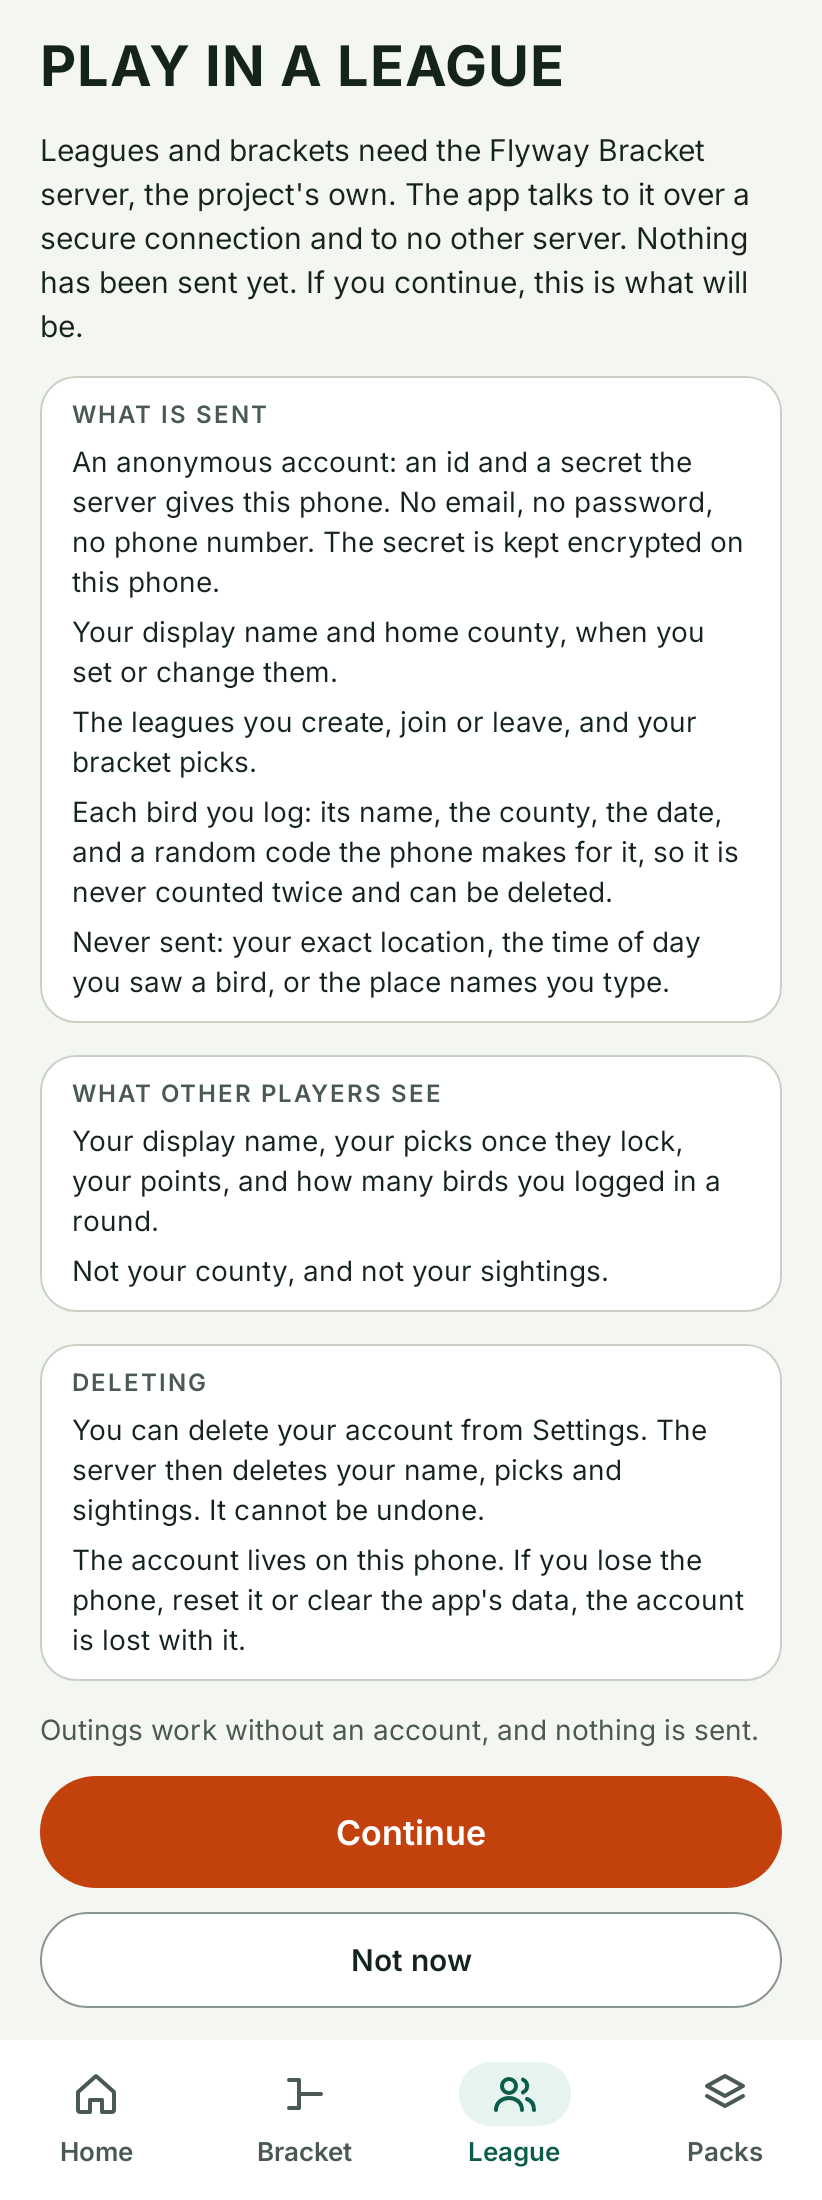 PLAY IN A LEAGUE
Leagues and brackets need the Flyway Bracket
server, the project's own. The app talks to it over a
secure connection and to no other server. Nothing
has been sent yet. If you continue, this is what will
be.
WHAT IS SENT
An anonymous account: an id and a secret the
server gives this phone. No email, no password,
no phone number. The secret is kept encrypted on
this phone.
Your display name and home county, when you
set or change them.
The leagues you create, join or leave, and your
bracket picks.
Each bird you log: its name, the county, the date,
and a random code the phone makes for it, so it is
never counted twice and can be deleted.
Never sent: your exact location, the time of day
you saw a bird, or the place names you type.
WHAT OTHER PLAYERS SEE
Your display name, your picks once they lock,
your points, and how many birds you logged in a
round.
Not your county, and not your sightings.
DELETING
You can delete your account from Settings. The
server then deletes your name, picks and
sightings. It cannot be undone.
The account lives on this phone. If you lose the
phone, reset it or clear the app's data, the account
is lost with it.
Outings work without an account, and nothing is sent.
Continue
Not now
Home
Bracket
League
Packs